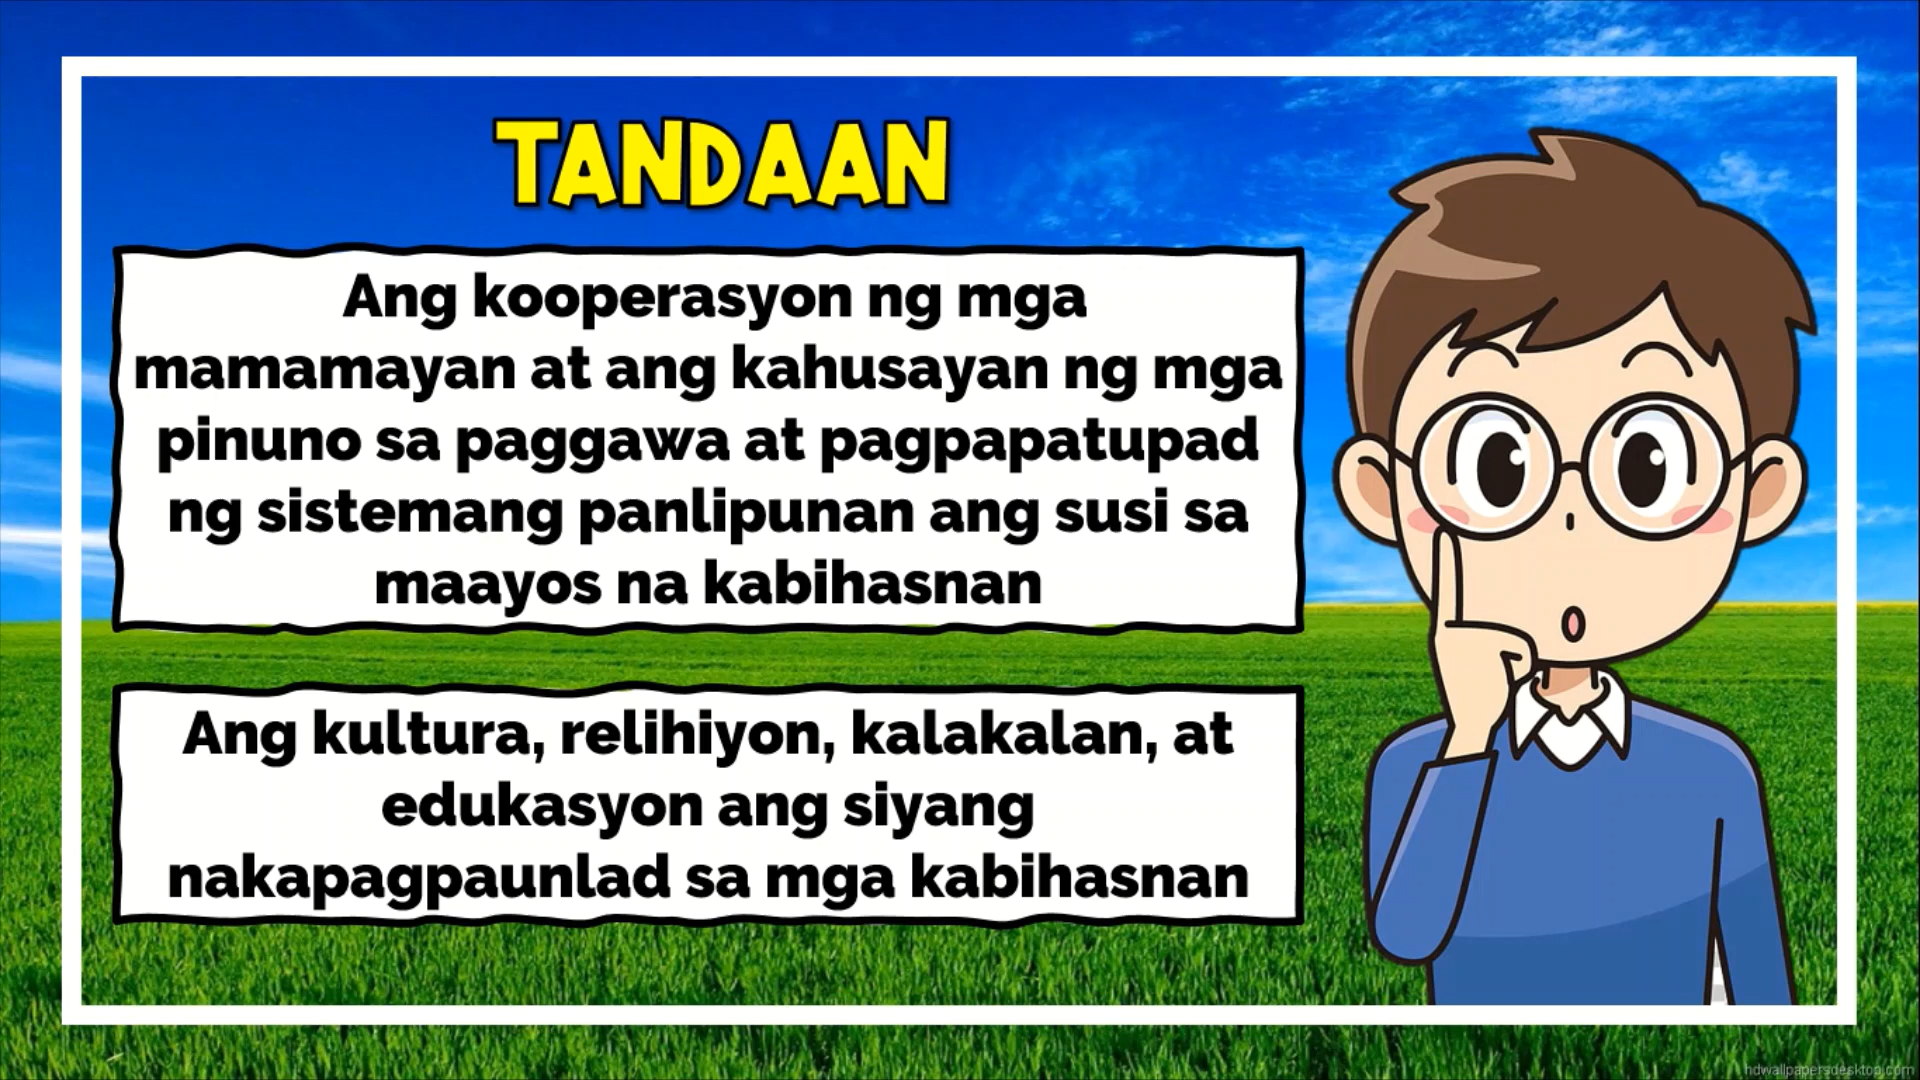 TANDAAN
Ang kooperasyon ng mga
mamamayan at ang kahusayan ng mga
pinuno sa paggawa at pagpapatupad
ng sistemang panlipunan ang susi sa
maayos na kabihasnan
Ang kultura, relihiyon, kalakalan, at
edukasyon ang siyang
nakapagpaunlad sa mga kabihasnan
hdwallpapersdesktop.com